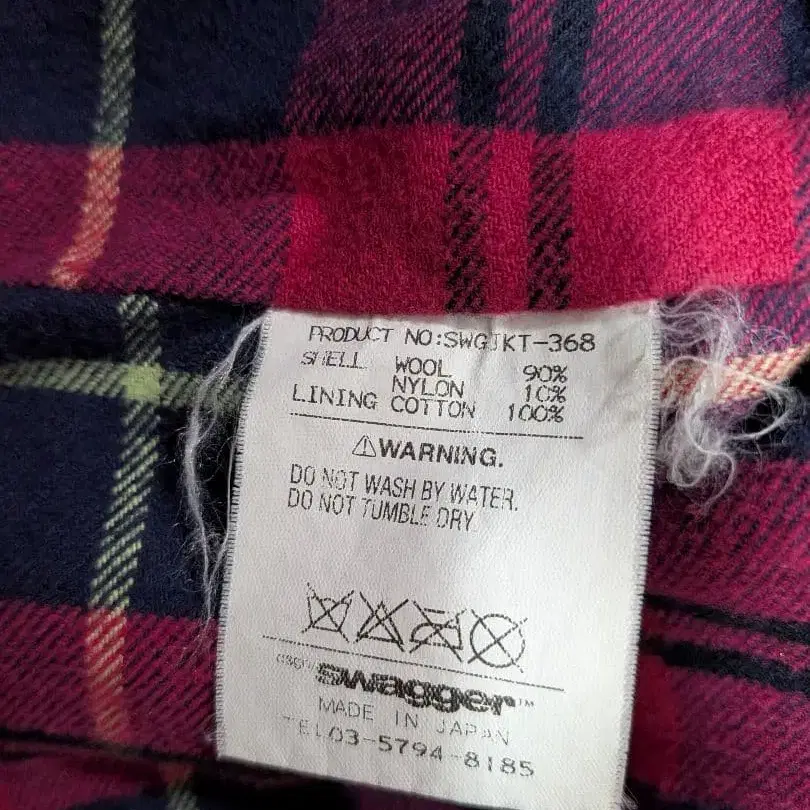 PRODUCT NO:SWGJKT-368
SHELL WOOL 90%
NYLON 10%
LINING COTTON 100%
⚠WARNING.
DO NOT WASH BY WATER.
DO NOT TUMBLE DRY
swagger™
MADE IN JAPAN
TEL03-5794-8185